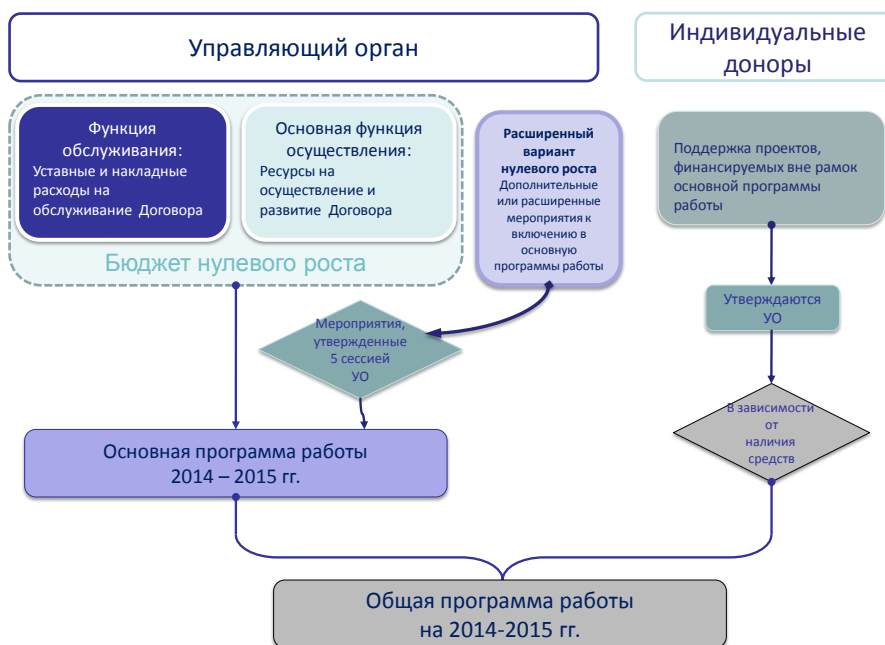 Управляющий орган
Индивидуальные
доноры
Функция
обслуживания:
Уставные и накладные
расходы на
обслуживание Договора
Основная функция
осуществления:
Ресурсы на
осуществление и
развитие Договора
Бюджет нулевого роста
Расширенный
вариант
нулевого роста
Дополнительные
или расширенные
мероприятия к
включению в
основную
программы работы
Поддержка проектов,
финансируемых вне рамок
основной программы
работы
Мероприятия,
утвержденные
5 сессией
УО
Утверждаются
УО
В зависимости
от
наличия
средств
Основная программа работы
2014 – 2015 гг.
Общая программа работы
на 2014-2015 гг.